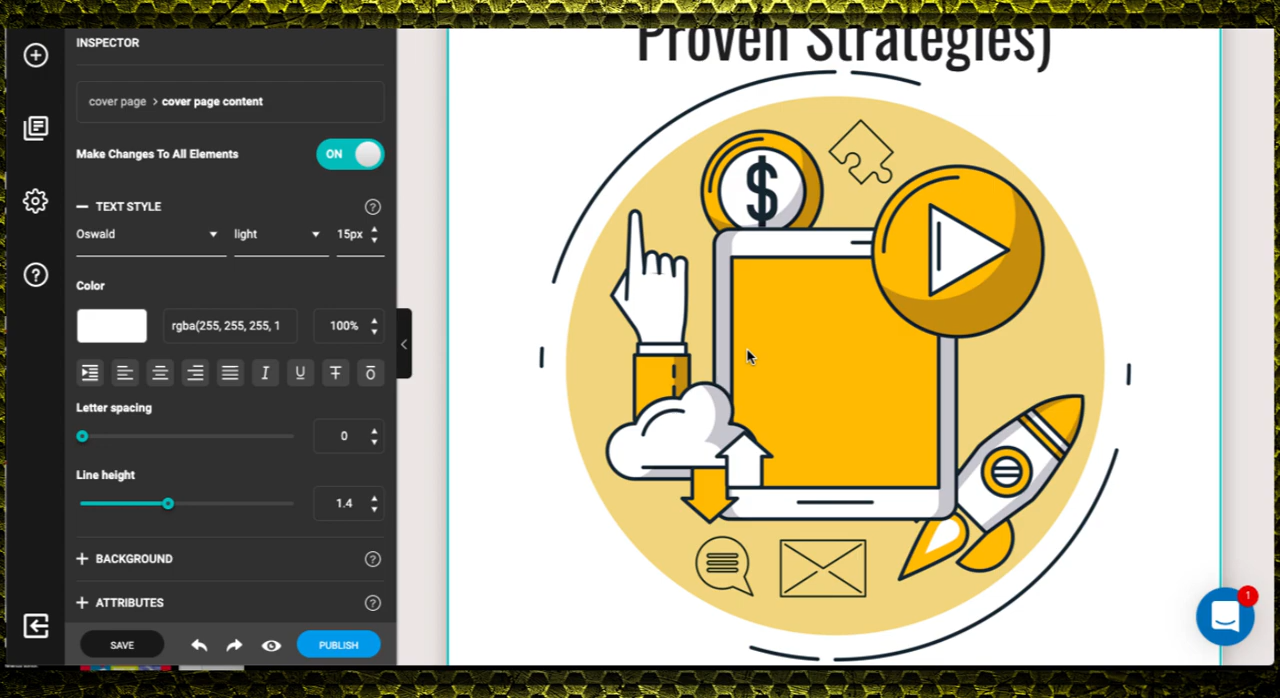 INSPECTOR
Proven Strategies)
cover page > cover page content
Make Changes To All Elements
ON
TEXT STYLE
Oswald
light
15px
Color
rgba(255, 255, 255, 1
100%
Letter spacing
0
Line height
1.4
BACKGROUND
ATTRIBUTES
SAVE
PUBLISH
$
1